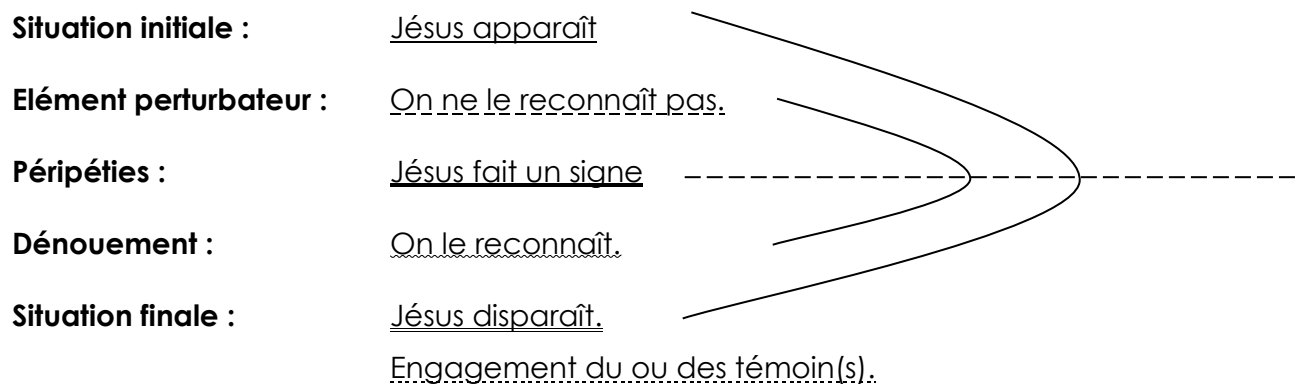 Situation initiale : Jésus apparaît
Elément perturbateur : On ne le reconnaît pas.
Péripéties : Jésus fait un signe
Dénouement : On le reconnaît.
Situation finale : Jésus disparaît.
Engagement du ou des témoin(s).